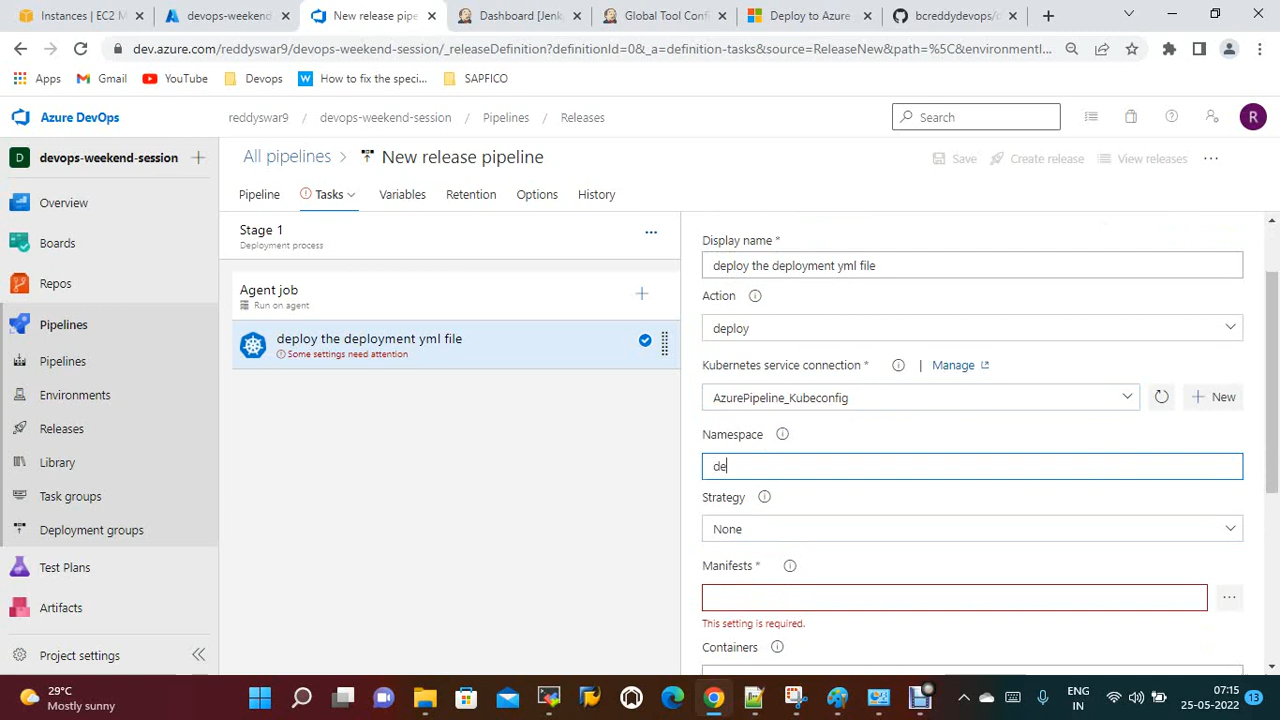 Instances | EC2 M
devops-weekend
New release pipe
Dashboard [Jenk
Global Tool Conf
Deploy to Azure
bcreddydevops/c
dev.azure.com/reddyswar9/devops-weekend-session/_releaseDefinition?definitionId=0&_a=definition-tasks&source=ReleaseNew&path=%5C&environmentI...
Apps
Gmail
YouTube
Devops
How to fix the speci...
SAPFICO
Azure DevOps
reddyswar9 / devops-weekend-session / Pipelines / Releases
Search
R
D devops-weekend-session
All pipelines > New release pipeline
Save
Create release
View releases
Overview
Boards
Repos
Pipelines
Pipelines
Environments
Releases
Library
Task groups
Deployment groups
Test Plans
Artifacts
Project settings
Pipeline
Tasks
Variables
Retention
Options
History
Stage 1
Deployment process
Agent job
Run on agent
deploy the deployment yml file
Some settings need attention
Display name *
deploy the deployment yml file
Action
deploy
Kubernetes service connection * | Manage
AzurePipeline_Kubeconfig
New
Namespace
de
Strategy
None
Manifests *
This setting is required.
Containers
29°C
Mostly sunny
ENG
IN
07:15
25-05-2022
13